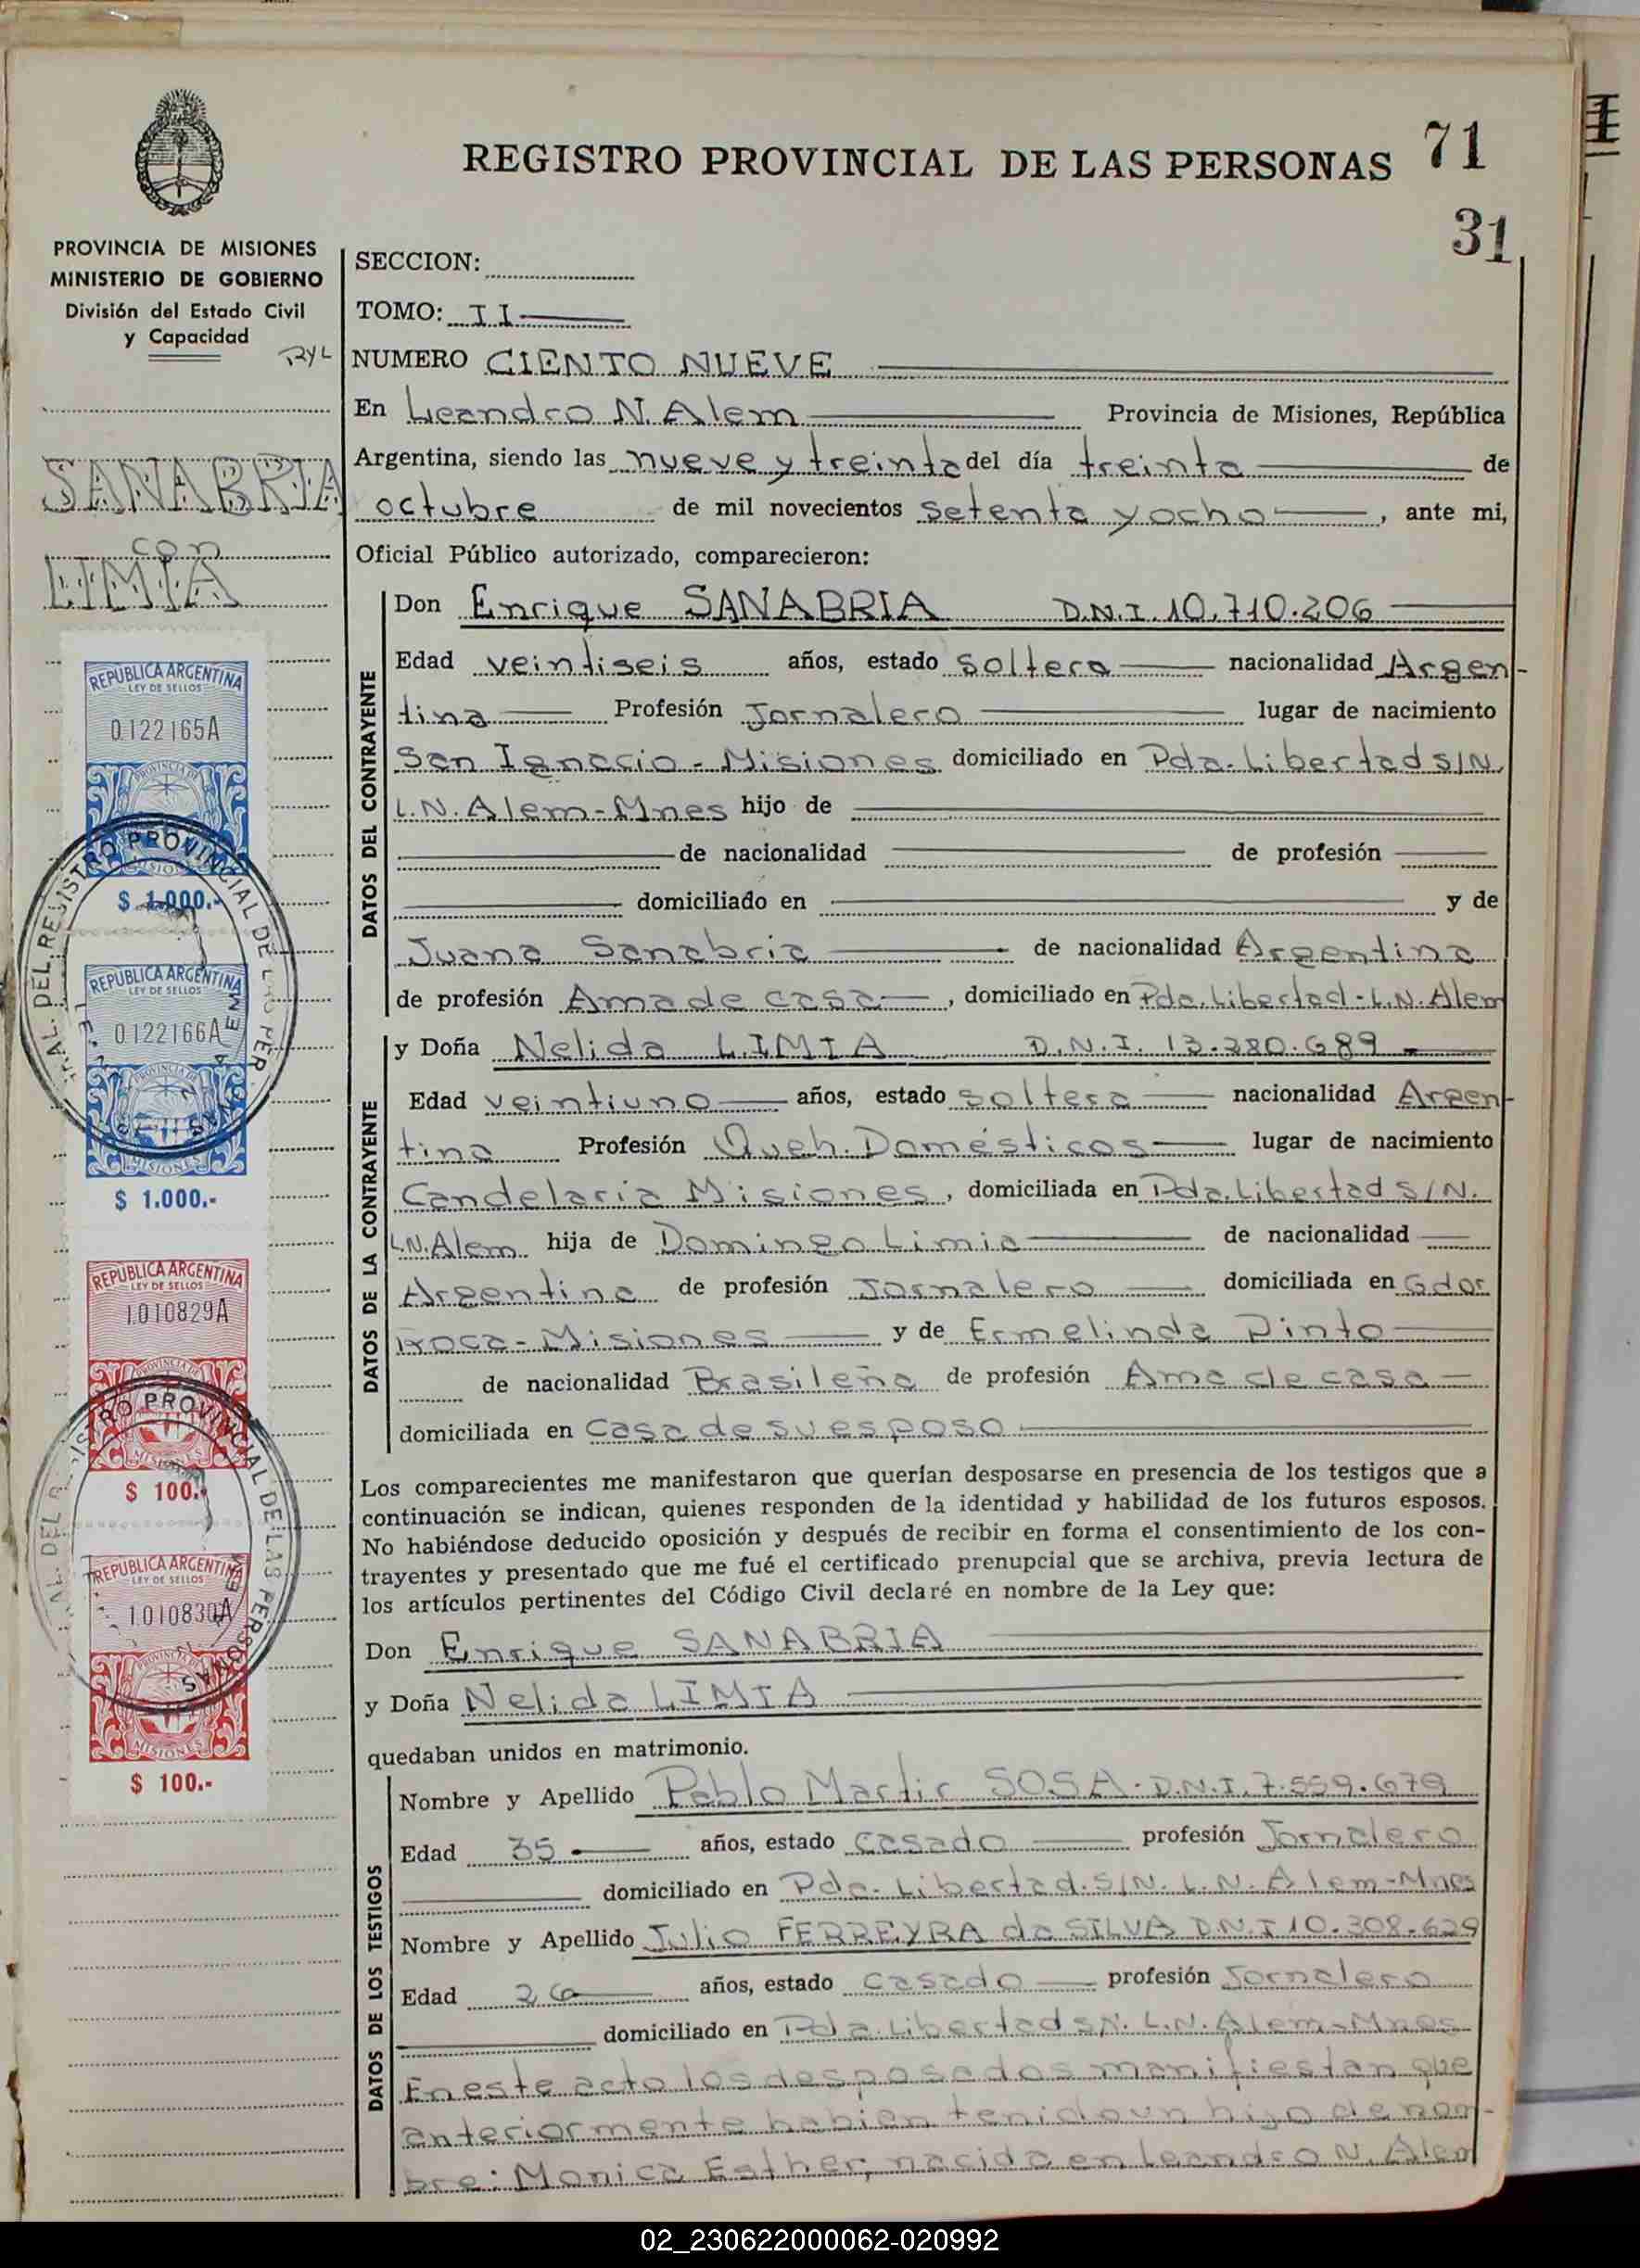 REGISTRO PROVINCIAL DE LAS PERSONAS 71
31
PROVINCIA DE MISIONES
MINISTERIO DE GOBIERNO
División del Estado Civil
y Capacidad
SANABRIA
con
LIMIA
REPUBLICA ARGENTINA
LEY DE SELLOS
0122165A
PROVINCIA DE
MISIONES
$ 1.000.-
REPUBLICA ARGENTINA
LEY DE SELLOS
0122166A
PROVINCIA DE
MISIONES
$ 1.000.-
REPUBLICA ARGENTINA
LEY DE SELLOS
1010829A
PROVINCIA DE
$ 100.-
REPUBLICA ARGENTINA
LEY DE SELLOS
1010830A
PROVINCIA DE
MISIONES
$ 100.-
SECCION:
TOMO: II
NUMERO CIENTO NUEVE
En Leandro N. Alem Provincia de Misiones, República
Argentina, siendo las nueve y treinta del día treinta de
octubre de mil novecientos setenta y ocho, ante mi,
Oficial Público autorizado, comparecieron:
DATOS DEL CONTRAYENTE
Don Enrique SANABRIA D.N.I. 10.710.206
Edad veintiseis años, estado soltero nacionalidad Argen-
tina Profesión Jornalero lugar de nacimiento
San Ignacio - Misiones domiciliado en Pda. Libertad S/N.
L.N. Alem-Mnes hijo de
de nacionalidad de profesión
domiciliado en y de
Juana Sanabria de nacionalidad Argentina
de profesión Ama de casa, domiciliado en Pda. Libertad - L.N. Alem
DATOS DE LA CONTRAYENTE
y Doña Nelida LIMIA D.N.I. 13.280.689
Edad veintiuno años, estado soltera nacionalidad Argen-
tina Profesión Queh. Domésticos lugar de nacimiento
Candelaria Misiones, domiciliada en Pda. Libertad S/N.
L.N. Alem hija de Domingo Limia de nacionalidad
Argentina de profesión Jornalero domiciliada en Gdor
Roca - Misiones y de Ermelinda Pinto
de nacionalidad Brasileña de profesión Ama de casa
domiciliada en Casa de su esposo
Los comparecientes me manifestaron que querían desposarse en presencia de los testigos que a
continuación se indican, quienes responden de la identidad y habilidad de los futuros esposos.
No habiéndose deducido oposición y después de recibir en forma el consentimiento de los con-
trayentes y presentado que me fué el certificado prenupcial que se archiva, previa lectura de
los artículos pertinentes del Código Civil declaré en nombre de la Ley que:
Don Enrique SANABRIA
y Doña Nelida LIMIA
quedaban unidos en matrimonio.
DATOS DE LOS TESTIGOS
Nombre y Apellido Pablo Martir SOSA. D.N.I. 7.559.679
Edad 35 años, estado casado profesión Jornalero
domiciliado en Pda. Libertad. S/N. L.N. Alem-Mnes
Nombre y Apellido Julio FERREYRA da SILVA D.N.I 10.308.629
Edad 26 años, estado casado profesión Jornalero
domiciliado en Pda. Libertad S/N. L.N. Alem-Mnes
En este acto los desposados manifiestan que
anteriormente habian tenido un hijo de nom-
bre: Monica Esther, nacida en Leandro N. Alem
02_230622000062-020992